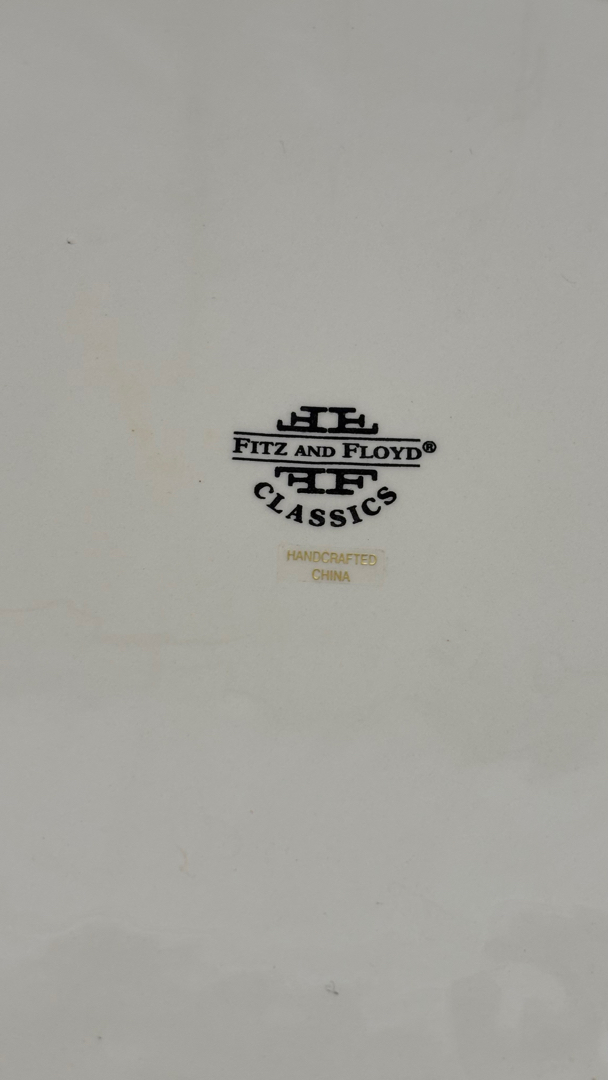 FITZ AND FLOYD®
CLASSICS
HANDCRAFTED
CHINA